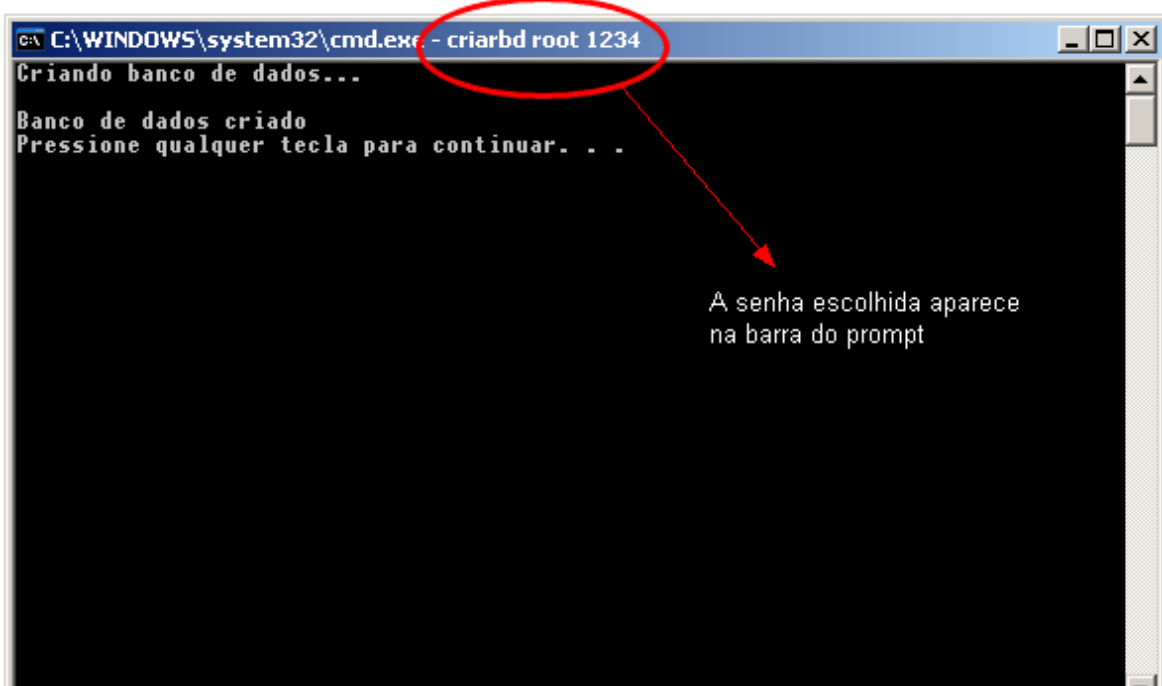 C:\WINDOWS\system32\cmd.exe - criarbd root 1234
Criando banco de dados...
Banco de dados criado
Pressione qualquer tecla para continuar. . .
A senha escolhida aparece
na barra do prompt